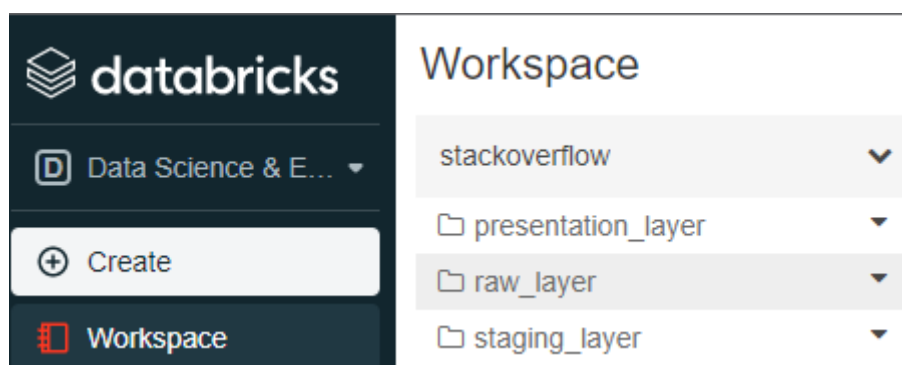 databricks
D Data Science & E...
Create
Workspace
Workspace
stackoverflow
presentation_layer
raw_layer
staging_layer